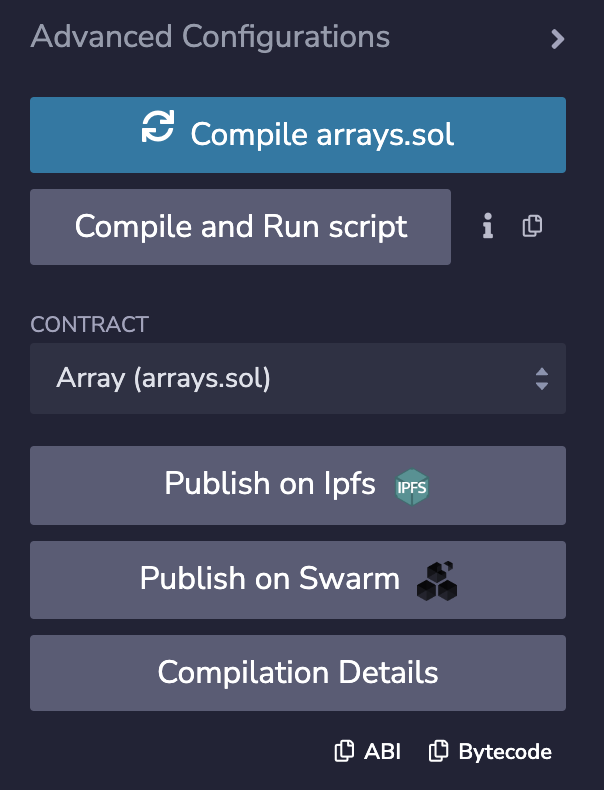 Advanced Configurations
Compile arrays.sol
Compile and Run script
CONTRACT
Array (arrays.sol)
Publish on Ipfs IPFS
Publish on Swarm
Compilation Details
ABI Bytecode